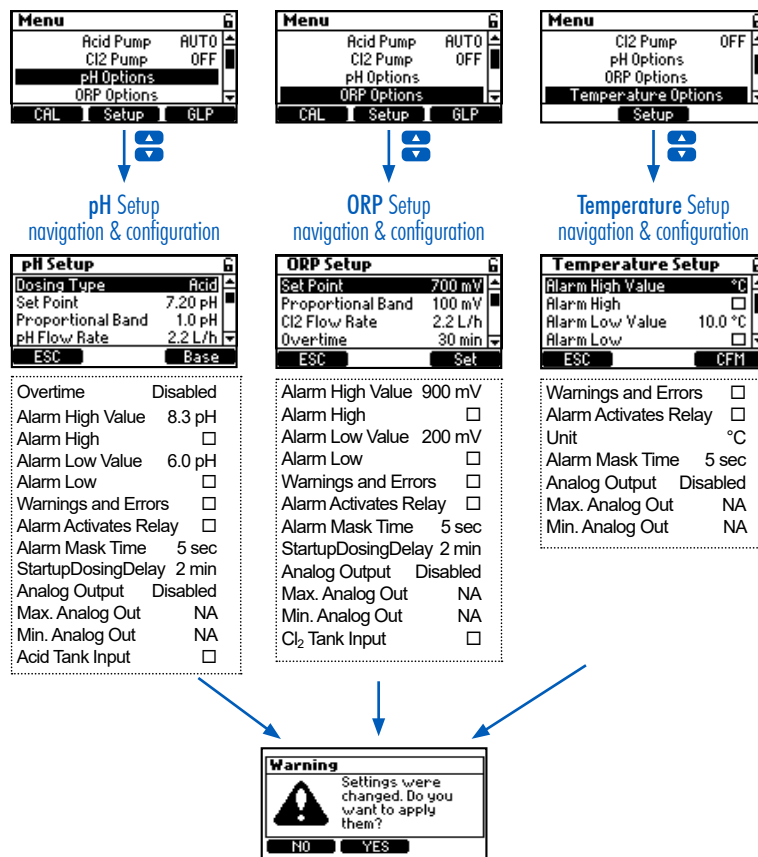 Menu
Acid Pump AUTO
Cl2 Pump OFF
pH Options
ORP Options
CAL Setup GLP
Menu
Acid Pump AUTO
Cl2 Pump OFF
pH Options
ORP Options
CAL Setup GLP
Menu
Cl2 Pump OFF
pH Options
ORP Options
Temperature Options
Setup
pH Setup
navigation & configuration
ORP Setup
navigation & configuration
Temperature Setup
navigation & configuration
pH Setup
Dosing Type Acid
Set Point 7.20 pH
Proportional Band 1.0 pH
pH Flow Rate 2.2 L/h
ESC Base
Overtime Disabled
Alarm High Value 8.3 pH
Alarm High
Alarm Low Value 6.0 pH
Alarm Low
Warnings and Errors
Alarm Activates Relay
Alarm Mask Time 5 sec
StartupDosingDelay 2 min
Analog Output Disabled
Max. Analog Out NA
Min. Analog Out NA
Acid Tank Input
ORP Setup
Set Point 700 mV
Proportional Band 100 mV
Cl2 Flow Rate 2.2 L/h
Overtime 30 min
ESC Set
Alarm High Value 900 mV
Alarm High
Alarm Low Value 200 mV
Alarm Low
Warnings and Errors
Alarm Activates Relay
Alarm Mask Time 5 sec
StartupDosingDelay 2 min
Analog Output Disabled
Max. Analog Out NA
Min. Analog Out NA
Cl₂ Tank Input
Temperature Setup
Alarm High Value °C
Alarm High
Alarm Low Value 10.0 °C
Alarm Low
ESC CFM
Warnings and Errors
Alarm Activates Relay
Unit °C
Alarm Mask Time 5 sec
Analog Output Disabled
Max. Analog Out NA
Min. Analog Out NA
Warning
Settings were
changed. Do you
want to apply
them?
NO YES